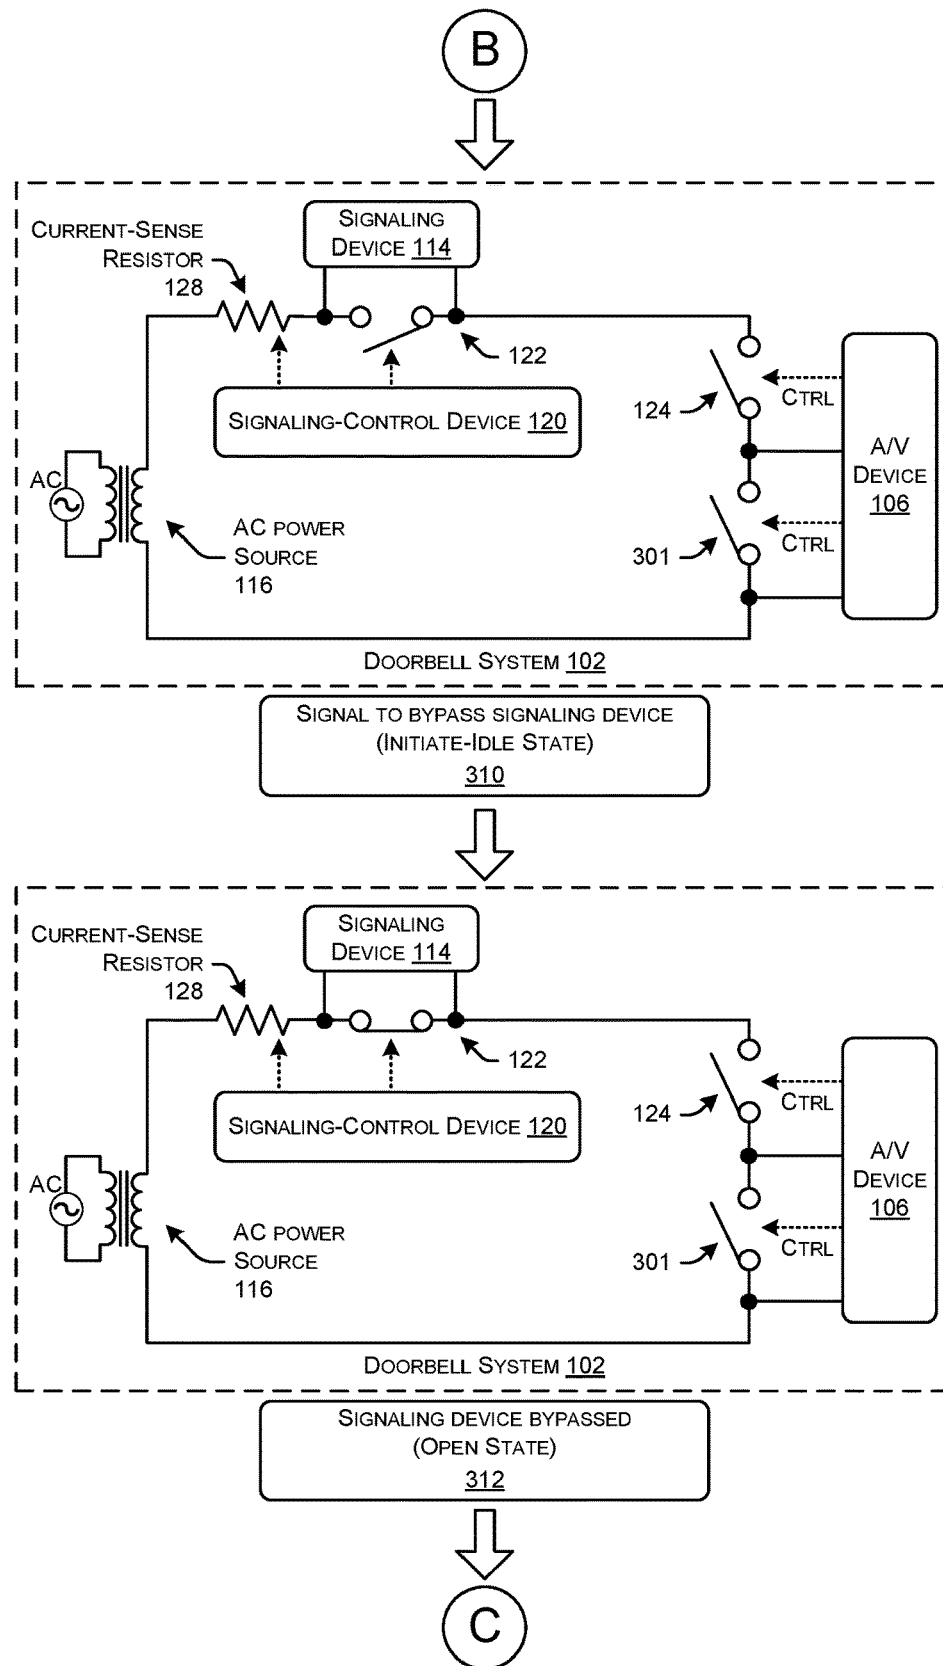 B
SIGNALING
DEVICE 114
CURRENT-SENSE
RESISTOR
128
122
SIGNALING-CONTROL DEVICE 120
124
CTRL
A/V
DEVICE
106
AC
AC POWER
SOURCE
116
301
CTRL
DOORBELL SYSTEM 102
SIGNAL TO BYPASS SIGNALING DEVICE
(INITIATE-IDLE STATE)
310
SIGNALING
DEVICE 114
CURRENT-SENSE
RESISTOR
128
122
SIGNALING-CONTROL DEVICE 120
124
CTRL
A/V
DEVICE
106
AC
AC POWER
SOURCE
116
301
CTRL
DOORBELL SYSTEM 102
SIGNALING DEVICE BYPASSED
(OPEN STATE)
312
C